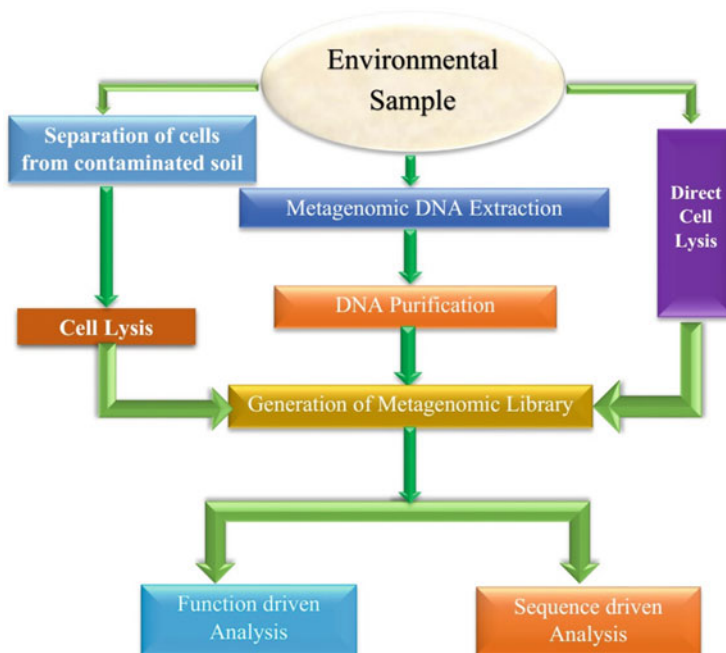 Environmental
Sample
Separation of cells
from contaminated soil
Metagenomic DNA Extraction
Direct
Cell
Lysis
DNA Purification
Cell Lysis
Generation of Metagenomic Library
Function driven
Analysis
Sequence driven
Analysis